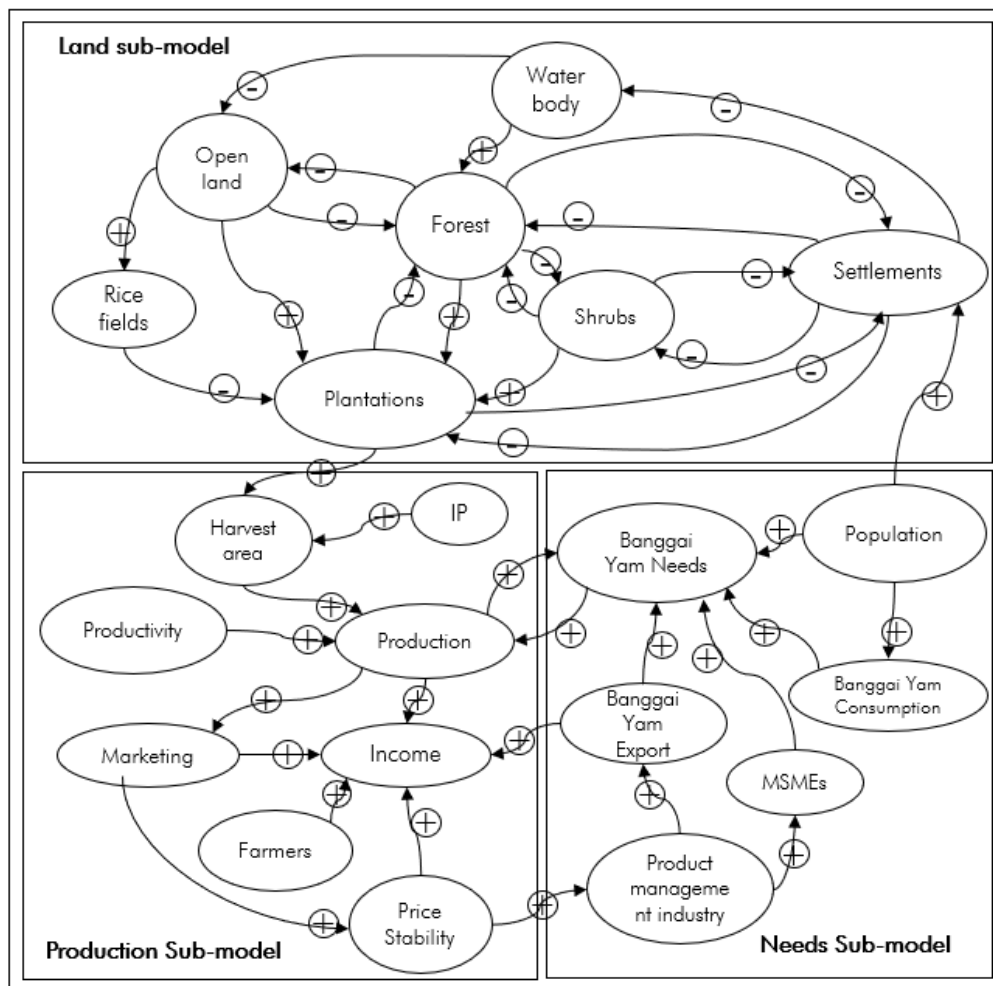 Land sub-model
Water
body
-
-
Open
land
+
-
-
-
-
Forest
+
-
-
-
Settlements
Rice
fields
-
+
-
+
Shrubs
-
-
-
Plantations
+
-
+
-
+
IP
Harvest
area
+
Banggai
Yam Needs
+
Population
+
+
Productivity
+
Production
+
+
+
+
+
+
+
Banggai Yam
Consumption
Banggai
Yam
Export
Marketing
+
Income
+
MSMEs
+
+
+
Farmers
+
Product
manageme
nt industry
Price
Stability
+
+
Production Sub-model
Needs Sub-model